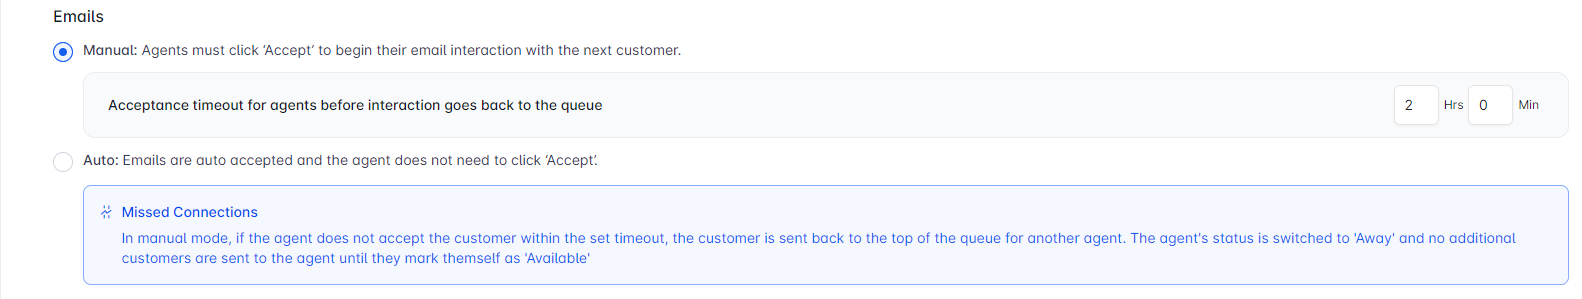 Emails
Manual: Agents must click ‘Accept’ to begin their email interaction with the next customer.
Acceptance timeout for agents before interaction goes back to the queue 2 Hrs 0 Min
Auto: Emails are auto accepted and the agent does not need to click ‘Accept’.
Missed Connections
In manual mode, if the agent does not accept the customer within the set timeout, the customer is sent back to the top of the queue for another agent. The agent's status is switched to 'Away' and no additional
customers are sent to the agent until they mark themself as 'Available'